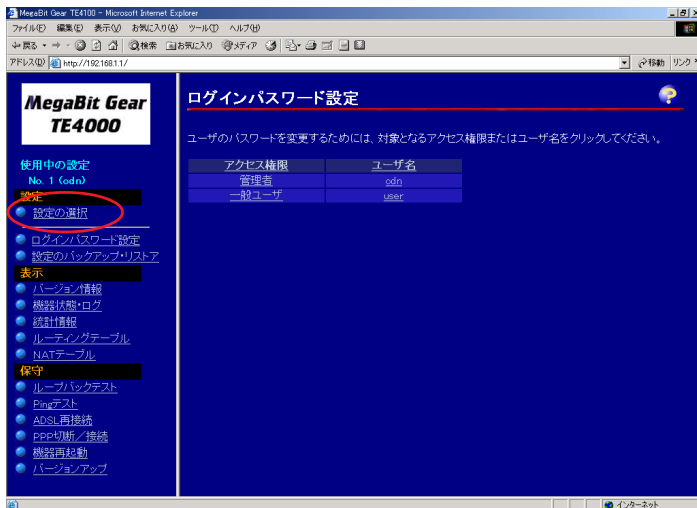 MegaBit Gear TE4100 - Microsoft Internet Explorer
ファイル(F) 編集(E) 表示(V) お気に入り(A) ツール(T) ヘルプ(H)
戻る 検索 お気に入り メディア
アドレス(D) http://192.168.1.1/ 移動 リンク
MegaBit Gear
TE4000
使用中の設定
No. 1 (odn)
設定
設定の選択
ログインパスワード設定
設定のバックアップ・リストア
表示
バージョン情報
機器状態・ログ
統計情報
ルーティングテーブル
NATテーブル
保守
ループバックテスト
Pingテスト
ADSL再接続
PPP切断／接続
機器再起動
バージョンアップ
ログインパスワード設定
?
ユーザのパスワードを変更するためには、対象となるアクセス権限またはユーザ名をクリックしてください。
アクセス権限 ユーザ名
管理者 odn
一般ユーザ user
インターネット